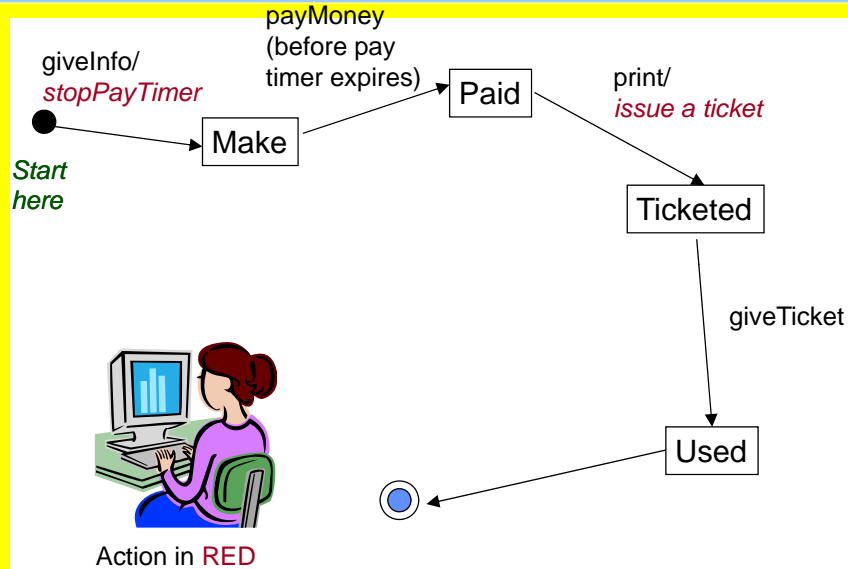 giveInfo/
stopPayTimer
Start
here
Make
payMoney
(before pay
timer expires)
Paid
print/
issue a ticket
Ticketed
giveTicket
Used
Action in RED